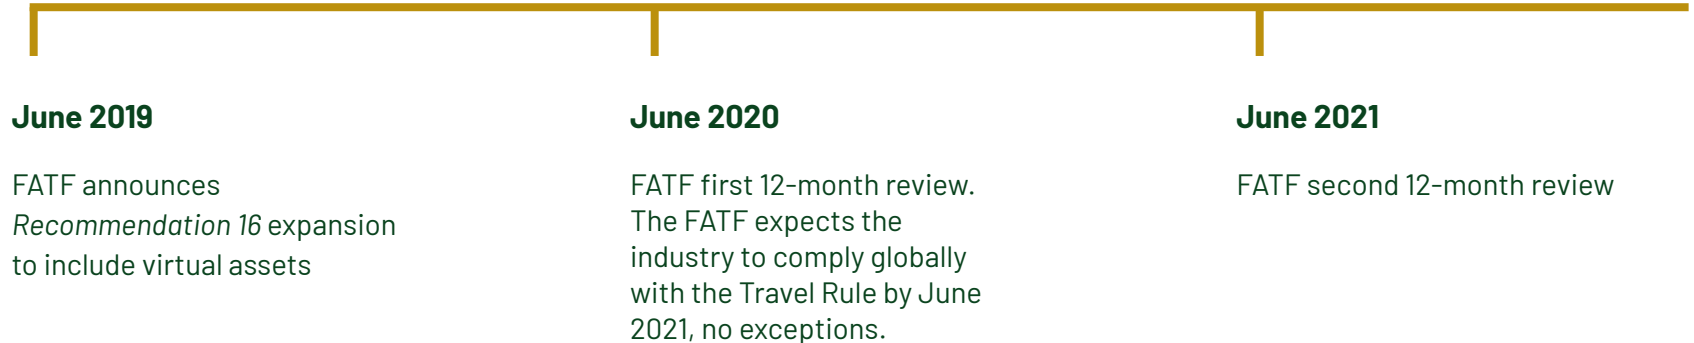 June 2019
FATF announces
Recommendation 16 expansion
to include virtual assets
June 2020
FATF first 12-month review.
The FATF expects the
industry to comply globally
with the Travel Rule by June
2021, no exceptions.
June 2021
FATF second 12-month review